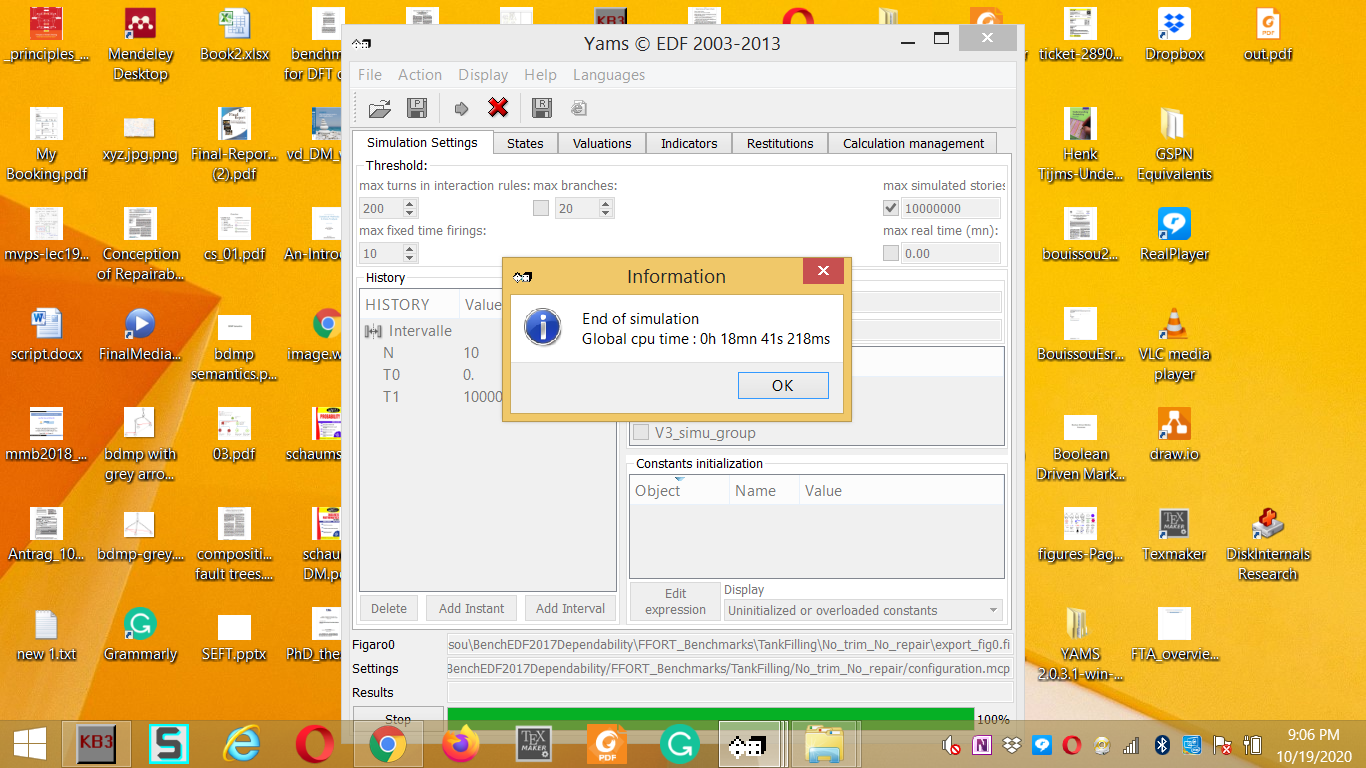 _principles_...
Mendeley
Desktop
Book2.xlsx
benchm
for DFT c
ticket-2890...
Dropbox
out.pdf
My
Booking.pdf
xyz.jpg.png
Final-Repor...
(2).pdf
vd_DM_v
Henk
Tijms-Unde...
GSPN
Equivalents
mvps-lec19...
Conception
of Repairab...
cs_01.pdf
An-Introd
bouissou2...
RealPlayer
script.docx
FinalMedia...
bdmp
semantics.p...
image.w
BouissouEsr...
VLC media
player
mmb2018_...
bdmp with
grey arro...
03.pdf
schaums
Boolean
Driven Mark...
draw.io
Antrag_10...
bdmp-grey....
compositi...
fault trees....
schau
DM.pd
figures-Pag...
Texmaker
DiskInternals
Research
new 1.txt
Grammarly
SEFT.pptx
PhD_thes
YAMS
2.0.3.1-win-...
FTA_overvie...
Yams © EDF 2003-2013
File Action Display Help Languages
Simulation Settings States Valuations Indicators Restitutions Calculation management
Threshold:
max turns in interaction rules: max branches: max simulated stories
200 20 10000000
max fixed time firings: max real time (mn):
10 0.00
History
HISTORY Value
Intervalle
N 10
T0 0.
T1 10000
Information
End of simulation
Global cpu time : 0h 18mn 41s 218ms
OK
V3_simu_group
Constants initialization
Object Name Value
Delete Add Instant Add Interval
Edit
expression
Display
Uninitialized or overloaded constants
Figaro0 sou\BenchEDF2017Dependability\FFORT_Benchmarks\TankFilling\No_trim_No_repair\export_fig0.fi
Settings BenchEDF2017Dependability/FFORT_Benchmarks/TankFilling/No_trim_No_repair/configuration.mcp
Results
Stop 100%
KB3
TEX
MAKER
PDF
9:06 PM
10/19/2020